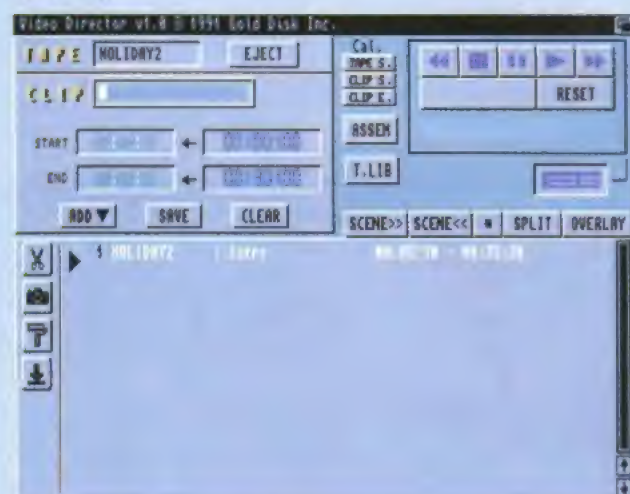 Video Director v1.0 © 1991 Gold Disk Inc.
TAPE HOLIDAY2 EJECT
CLIP
START
END
ADD SAVE CLEAR
Cal.
TAPE S.
CLIP S.
CLIP E.
ASSEM
T.LIB
RESET
SCENE>> SCENE<< SPLIT OVERLAY
1 HOLIDAY2